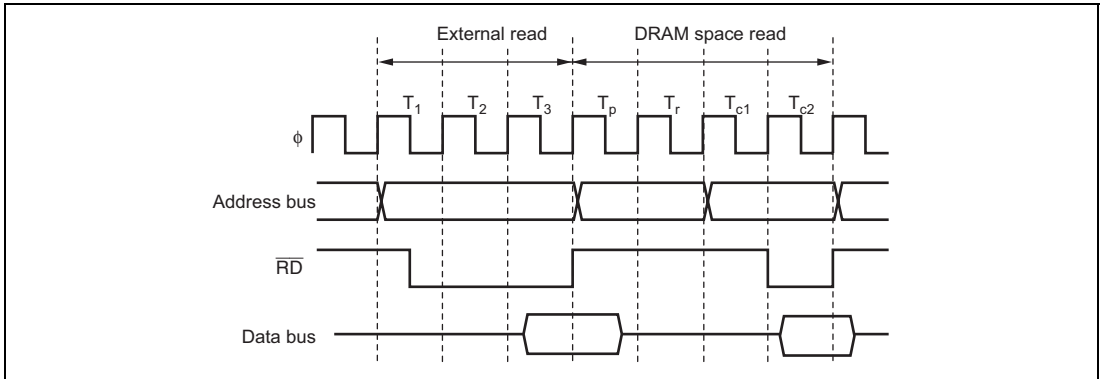 External read DRAM space read
T1 T2 T3 Tp Tr Tc1 Tc2
ϕ
Address bus
RD
Data bus